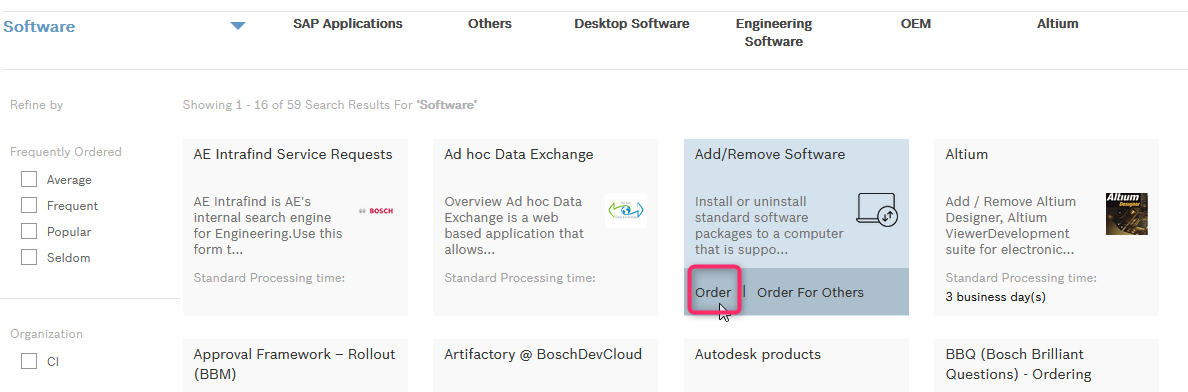 Software
SAP Applications
Others
Desktop Software
Engineering
Software
OEM
Altium
Refine by
Showing 1 - 16 of 59 Search Results For "Software"
Frequently Ordered
Average
Frequent
Popular
Seldom
Organization
CI
AE Intrafind Service Requests
AE Intrafind is AE's
internal search engine
for Engineering.Use this
form t...
BOSCH
Standard Processing time:
Ad hoc Data Exchange
Overview Ad hoc Data
Exchange is a web
based application that
allows...
Standard Processing time:
Add/Remove Software
Install or uninstall
standard software
packages to a computer
that is suppo...
Order | Order For Others
Altium
Add / Remove Altium
Designer, Altium
ViewerDevelopment
suite for electronic...
Altium
Designer
Standard Processing time:
3 business day(s)
Approval Framework – Rollout
(BBM)
Artifactory @ BoschDevCloud
Autodesk products
BBQ (Bosch Brilliant
Questions) - Ordering